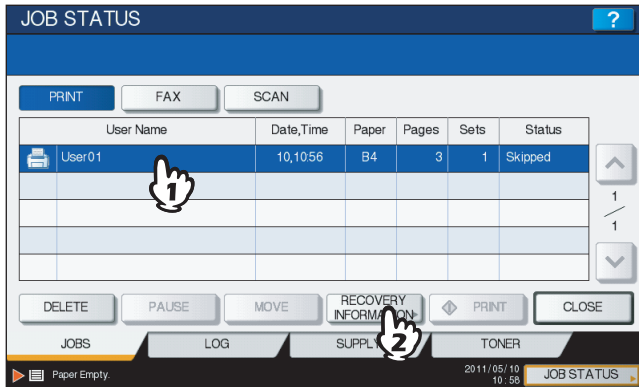 JOB STATUS
?
PRINT FAX SCAN
User Name Date,Time Paper Pages Sets Status
User01 10,10:56 B4 3 1 Skipped
1
1
1
DELETE PAUSE MOVE RECOVERY INFORMATION PRINT CLOSE
2
JOBS LOG SUPPLY TONER
Paper Empty. 2011/05/10 10:58 JOB STATUS